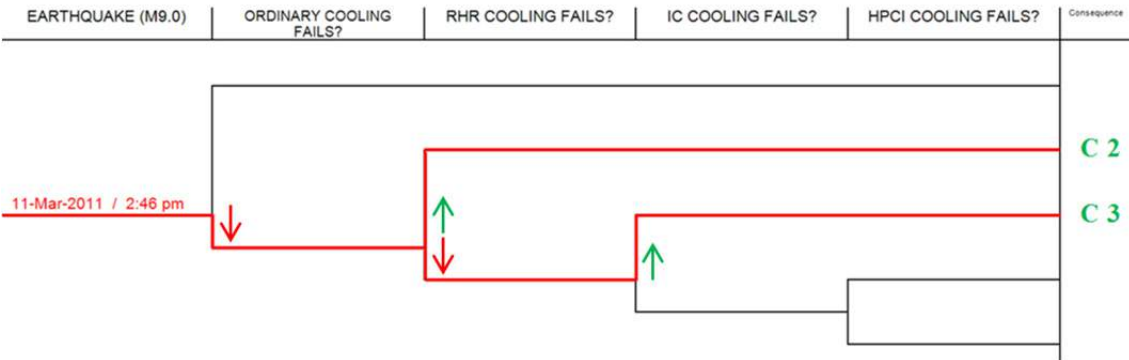 EARTHQUAKE (M9.0)
ORDINARY COOLING
FAILS?
RHR COOLING FAILS?
IC COOLING FAILS?
HPCI COOLING FAILS?
Consequence
C 2
11-Mar-2011 / 2:46 pm
C 3